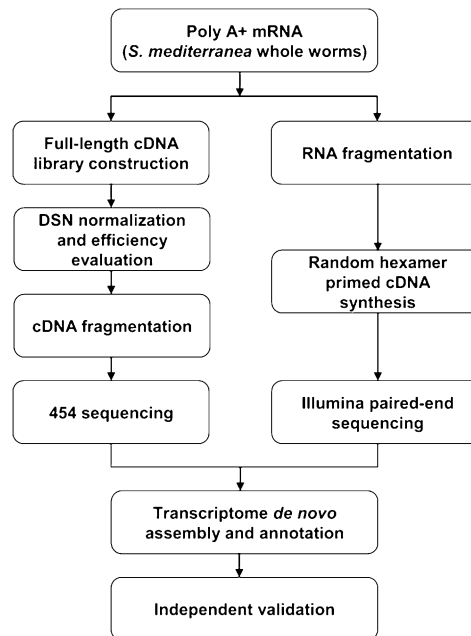 Poly A+ mRNA
(S. mediterranea whole worms)
Full-length cDNA
library construction
RNA fragmentation
DSN normalization
and efficiency
evaluation
Random hexamer
primed cDNA
synthesis
cDNA fragmentation
454 sequencing
Illumina paired-end
sequencing
Transcriptome de novo
assembly and annotation
Independent validation